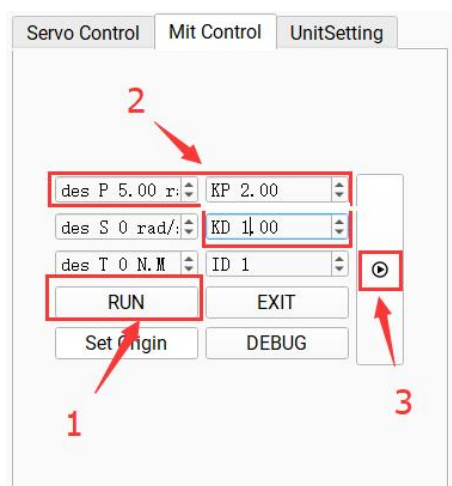 Servo Control Mit Control UnitSetting
2
des P 5.00 r KP 2.00
des S 0 rad/ KD 1.00
des T 0 N.M ID 1
RUN EXIT
Set Origin DEBUG
1
3